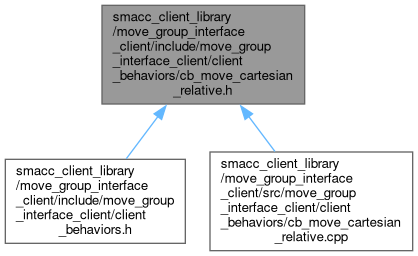 smacc_client_library
/move_group_interface
_client/include/move_group
_interface_client/client
_behaviors/cb_move_cartesian
_relative.h
smacc_client_library
/move_group_interface
_client/include/move_group
_interface_client/client
_behaviors.h
smacc_client_library
/move_group_interface
_client/src/move_group
_interface_client/client
_behaviors/cb_move_cartesian
_relative.cpp